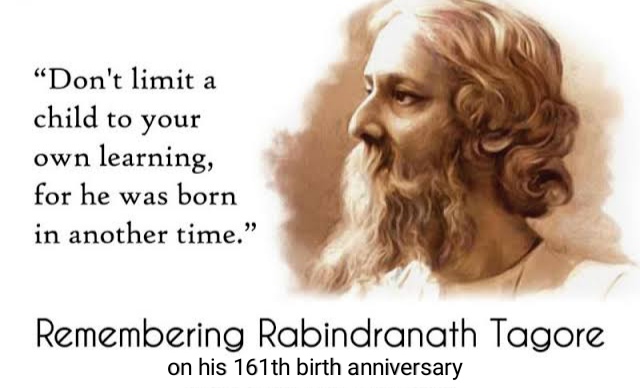 “Don't limit a
child to your
own learning,
for he was born
in another time.”
Remembering Rabindranath Tagore
on his 161th birth anniversary